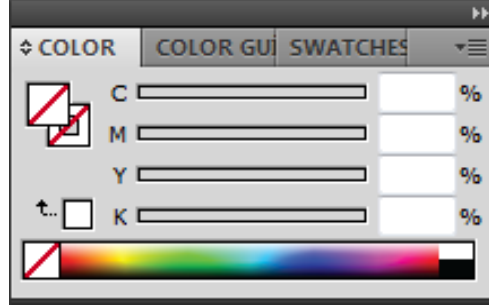 COLOR COLOR GUI SWATCHES
C %
M %
Y %
K %